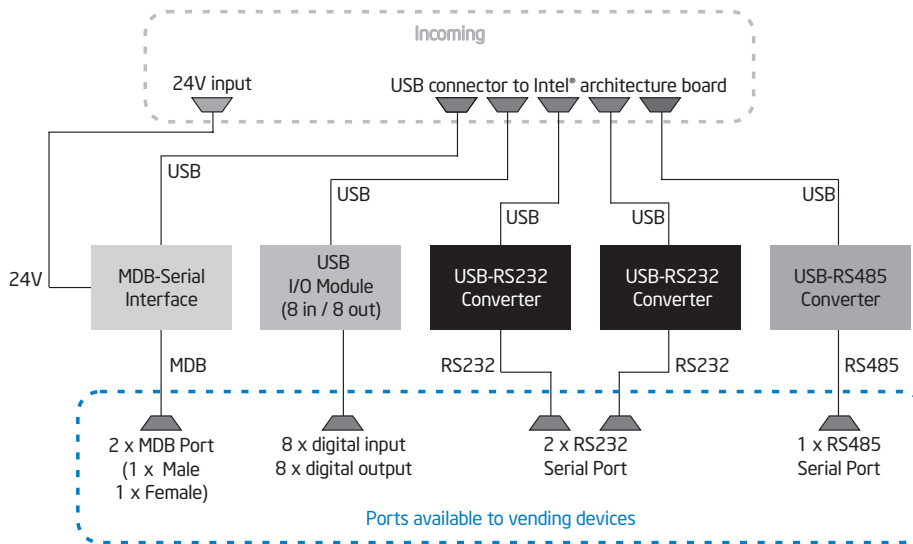 Incoming
24V input
USB connector to Intel® architecture board
USB
USB
USB
USB
USB
24V
MDB-Serial
Interface
USB
I/O Module
(8 in / 8 out)
USB-RS232
Converter
USB-RS232
Converter
USB-RS485
Converter
MDB
RS232
RS232
RS485
2 x MDB Port
(1 x Male
1 x Female)
8 x digital input
8 x digital output
2 x RS232
Serial Port
1 x RS485
Serial Port
Ports available to vending devices